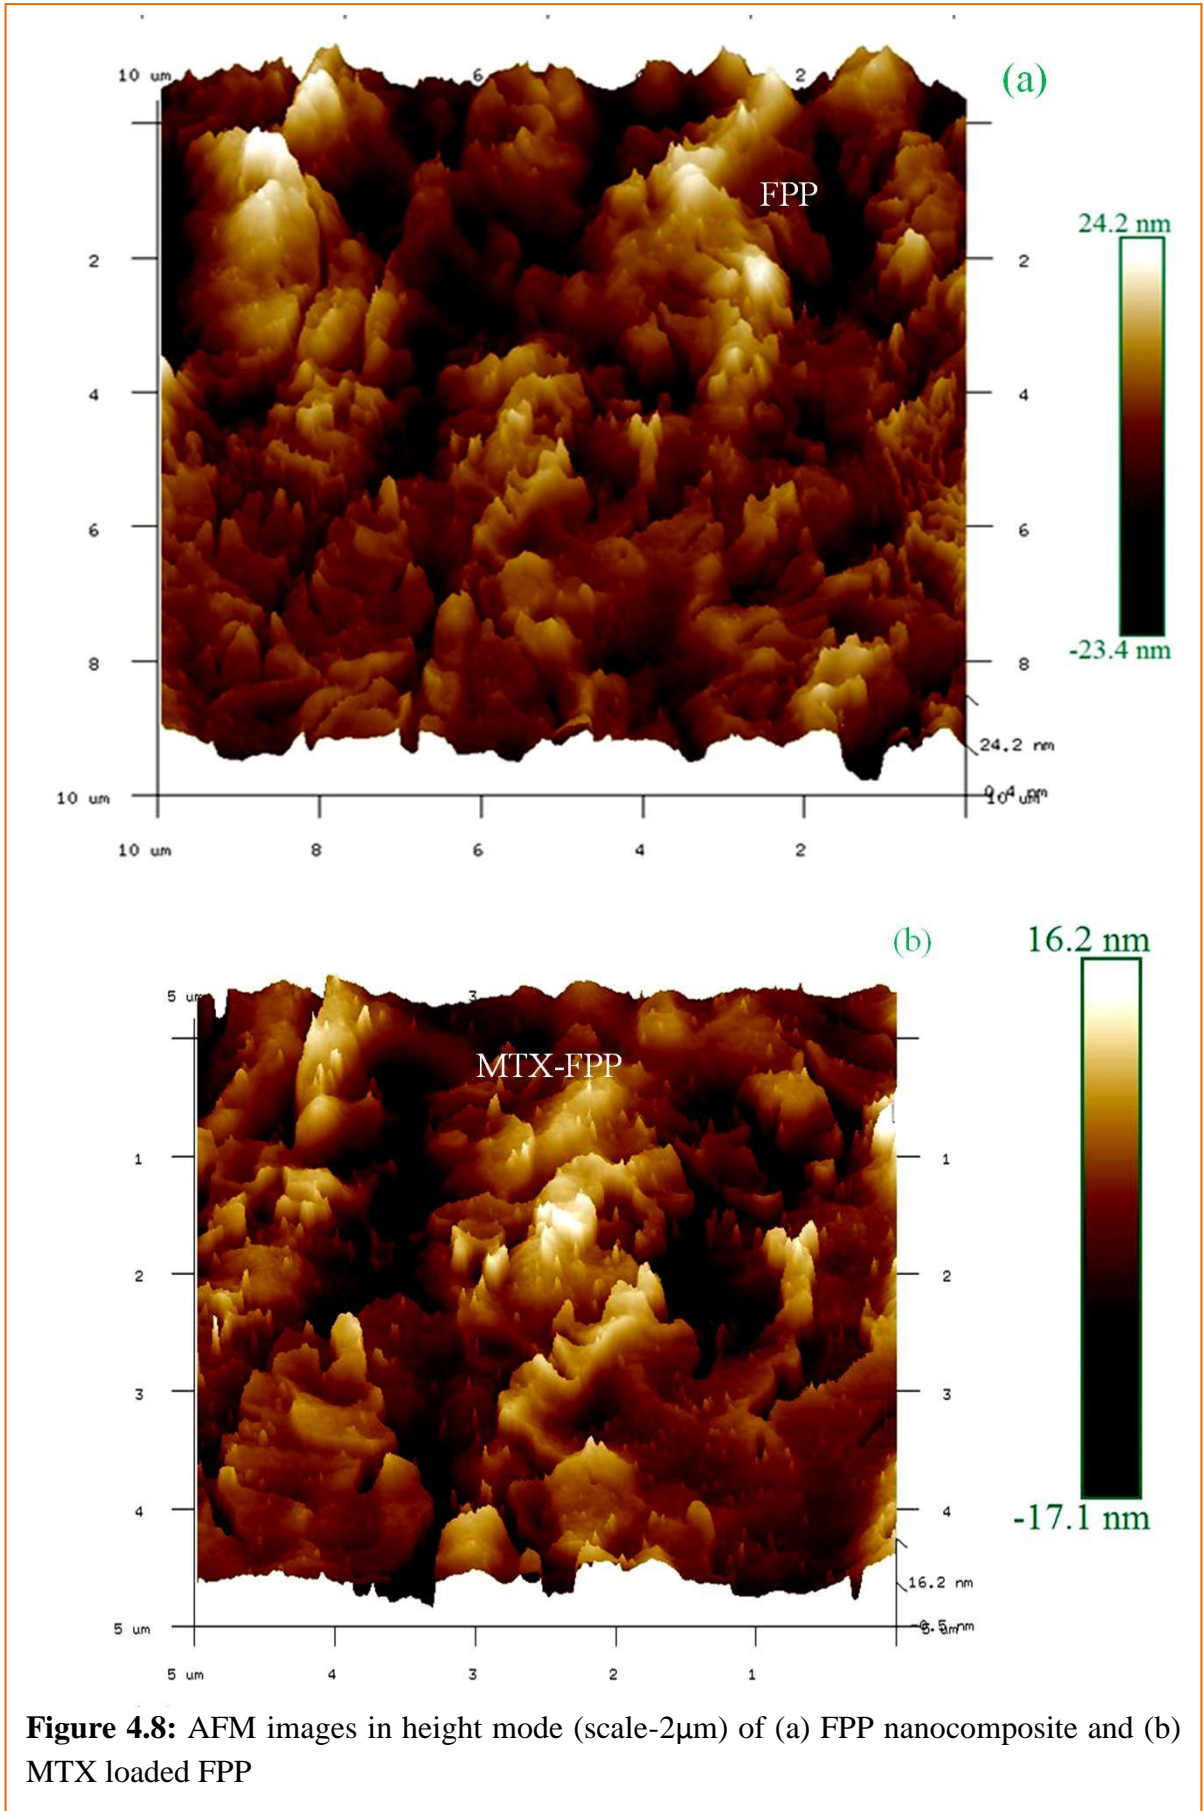 10 um 6 2
(a)
FPP
24.2 nm
2 2
4 4
6 6
-23.4 nm
8 8
24.2 nm
10 um 10 um
10 um 8 6 4 2
(b)
16.2 nm
5 um 3
MTX-FPP
1 1
2 2
3 3
4 4
-17.1 nm
16.2 nm
5 um
5 um 4 3 2 1
Figure 4.8: AFM images in height mode (scale-2μm) of (a) FPP nanocomposite and (b)
MTX loaded FPP